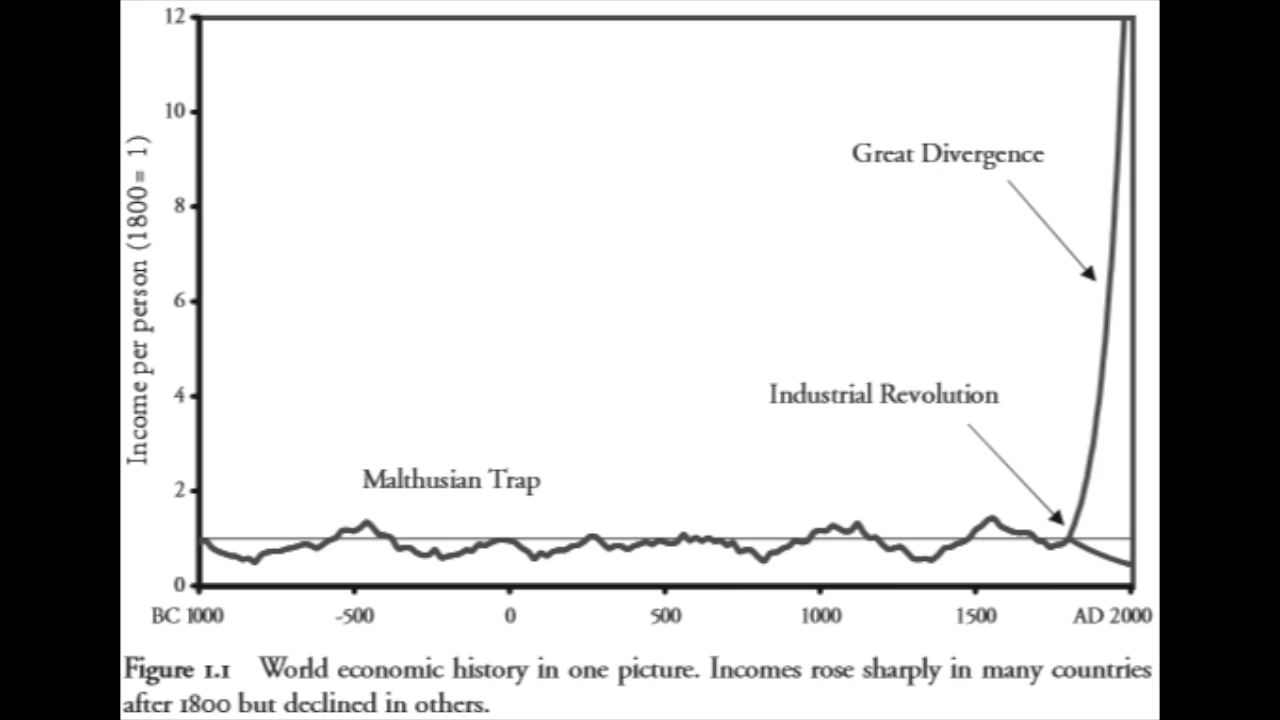 12
10
8
6
4
2
0
Income per person (1800 = 1)
Great Divergence
Industrial Revolution
Malthusian Trap
BC 1000 -500 0 500 1000 1500 AD 2000
Figure 1.1 World economic history in one picture. Incomes rose sharply in many countries
after 1800 but declined in others.